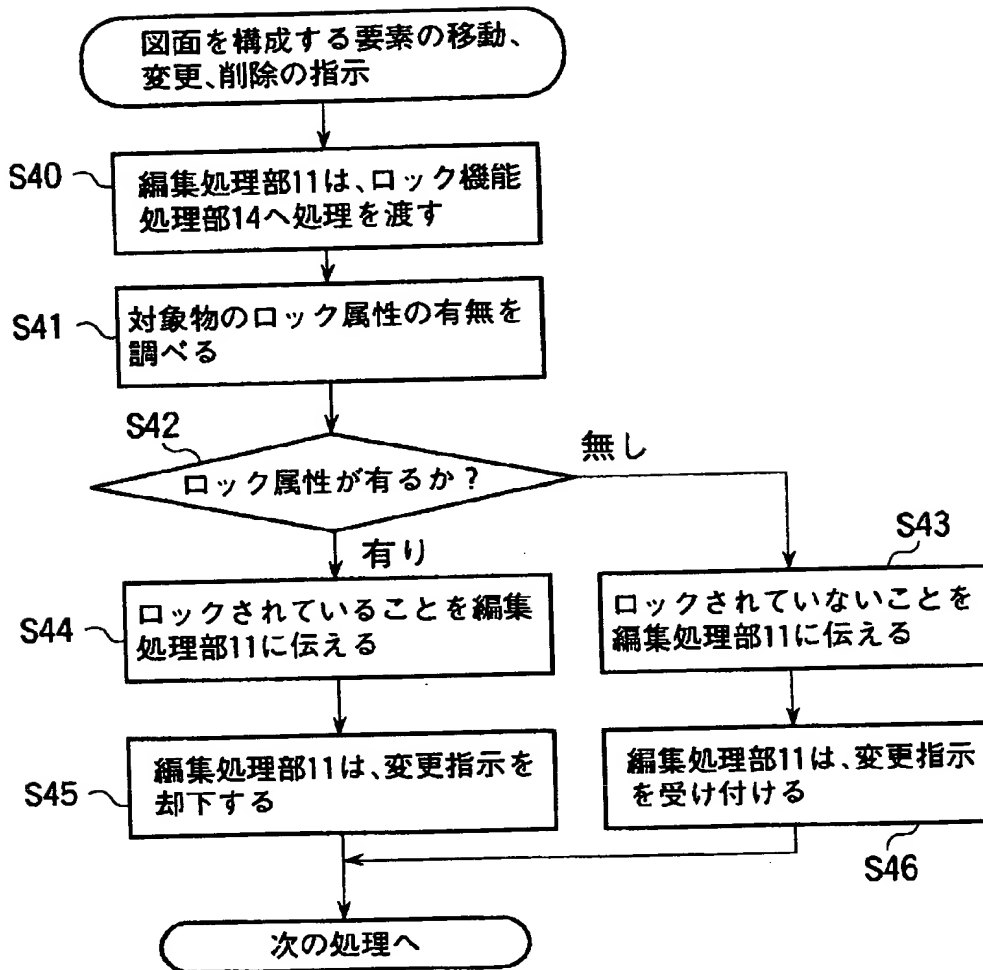 図面を構成する要素の移動、
変更、削除の指示
S40
編集処理部11は、ロック機能
処理部14へ処理を渡す
S41
対象物のロック属性の有無を
調べる
S42
ロック属性が有るか？
無し
有り
S43
S44
ロックされていることを編集
処理部11に伝える
ロックされていないことを
編集処理部11に伝える
S45
編集処理部11は、変更指示を
却下する
編集処理部11は、変更指示
を受け付ける
S46
次の処理へ